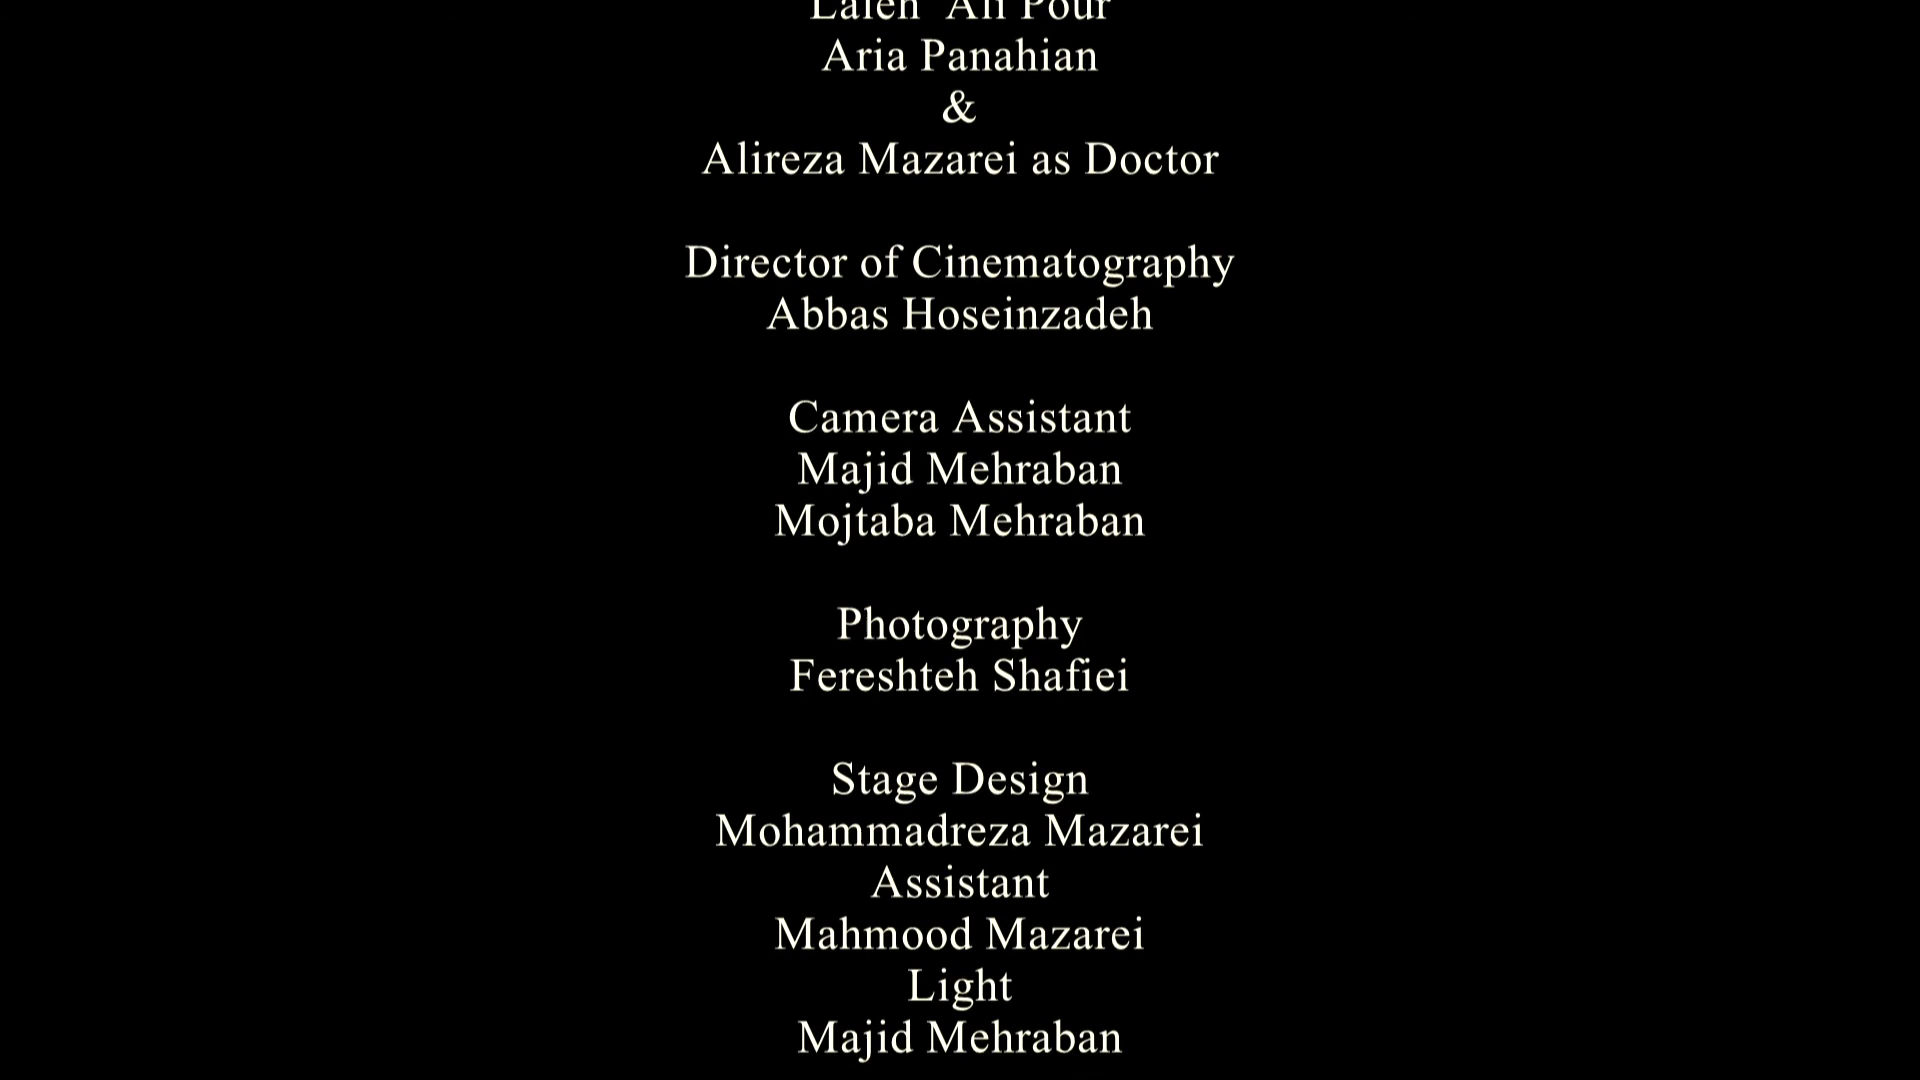 Laleh Ali Pour
Aria Panahian
&
Alireza Mazarei as Doctor
Director of Cinematography
Abbas Hoseinzadeh
Camera Assistant
Majid Mehraban
Mojtaba Mehraban
Photography
Fereshteh Shafiei
Stage Design
Mohammadreza Mazarei
Assistant
Mahmood Mazarei
Light
Majid Mehraban